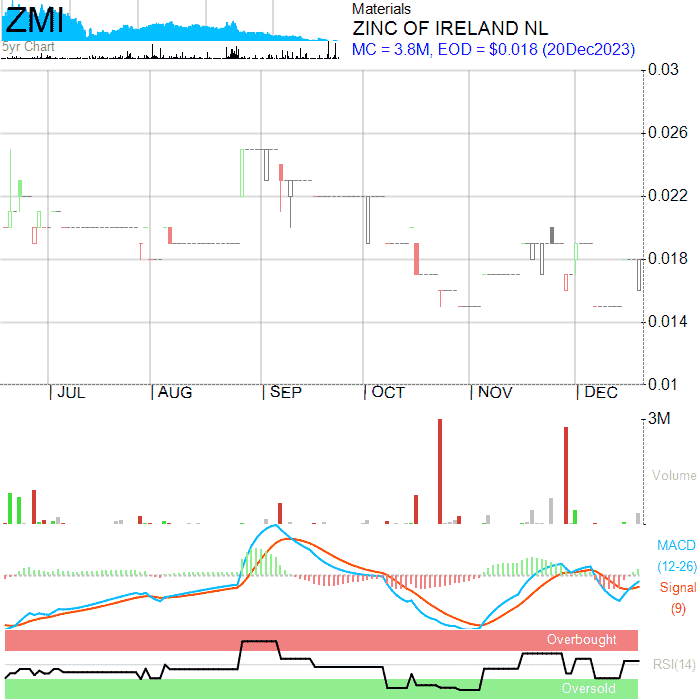 ZMI
5yr Chart
Materials
ZINC OF IRELAND NL
MC = 3.8M, EOD = $0.018 (20Dec2023)
0.03
0.026
0.022
0.018
0.014
0.01
JUL AUG SEP OCT NOV DEC
3M
Volume
MACD
(12-26)
Signal
(9)
Overbought
RSI(14)
Oversold